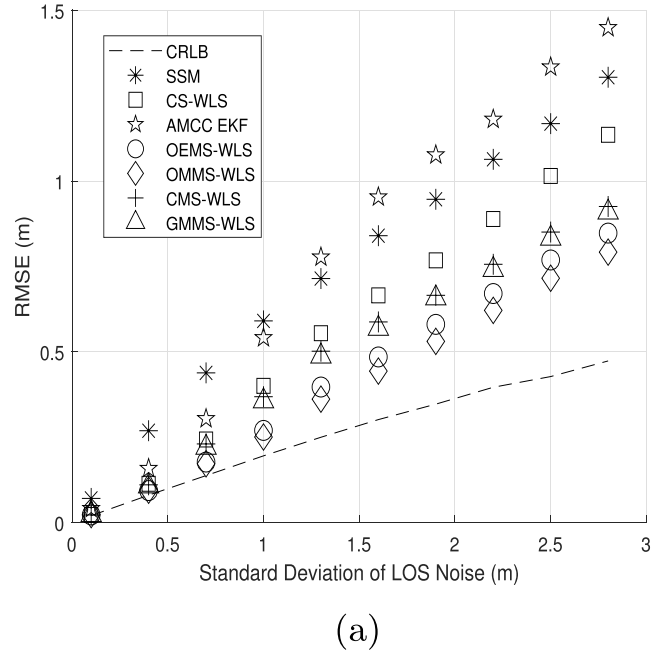 1.5
1
0.5
0
RMSE (m)
CRLB
SSM
CS-WLS
AMCC EKF
OEMS-WLS
OMMS-WLS
CMS-WLS
GMMS-WLS
0 0.5 1 1.5 2 2.5 3
Standard Deviation of LOS Noise (m)
(a)